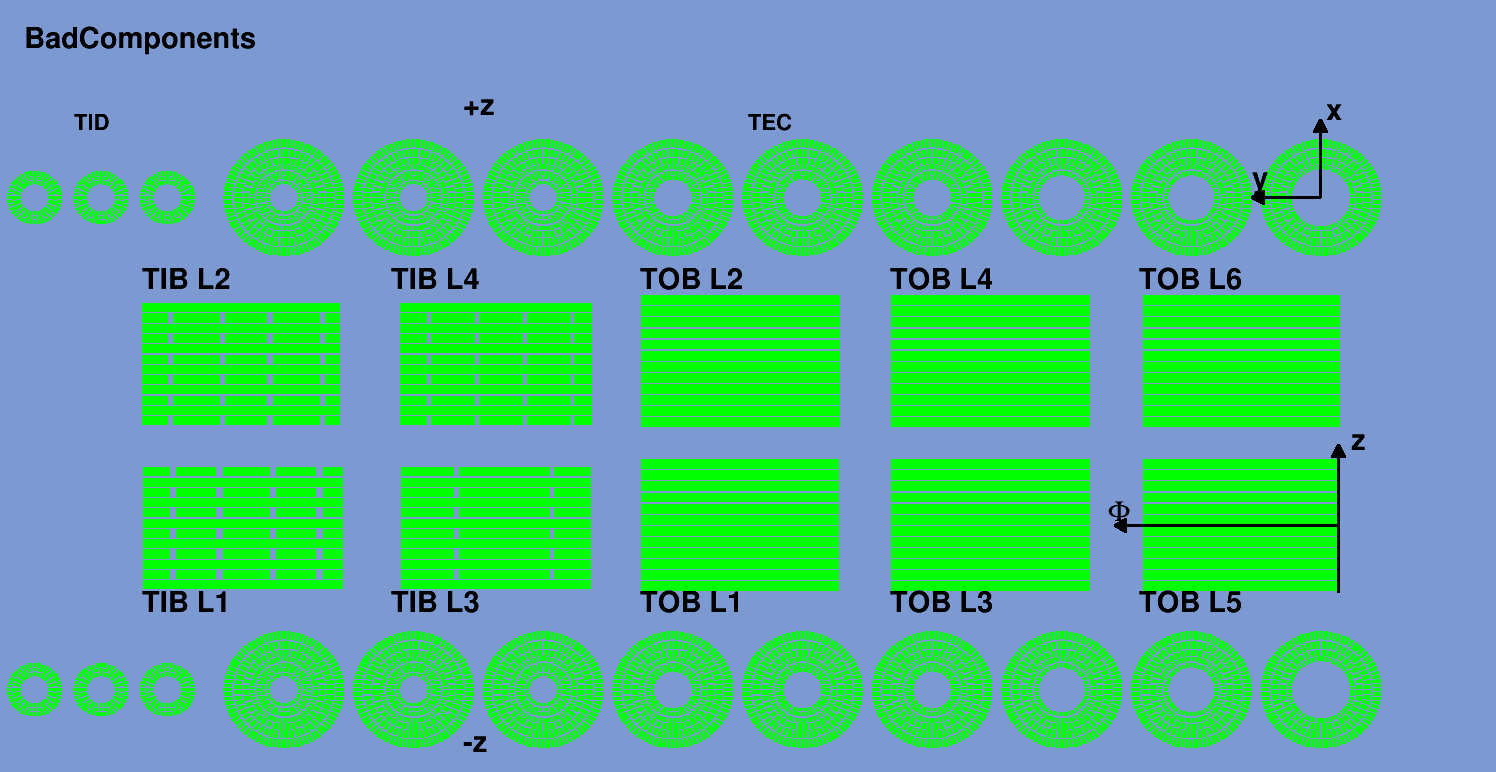 BadComponents
+z
TID
TEC
x
y
TIB L2
TIB L4
TOB L2
TOB L4
TOB L6
z
Φ
TIB L1
TIB L3
TOB L1
TOB L3
TOB L5
-z